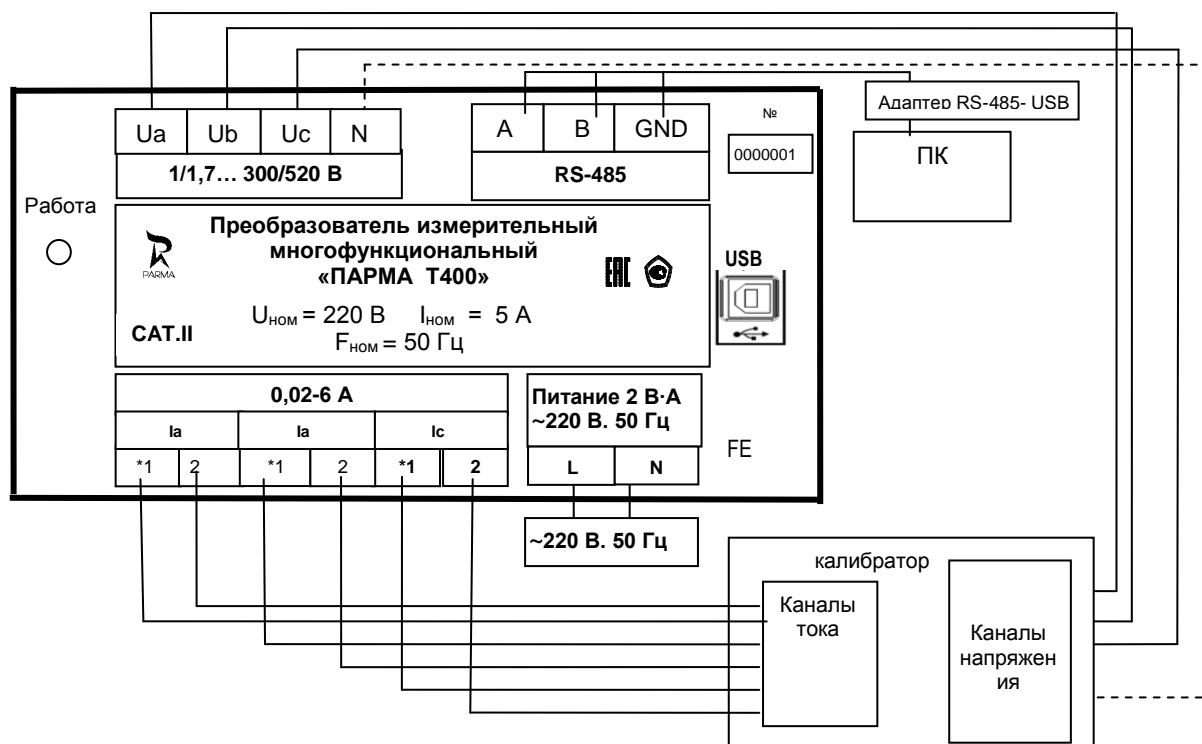 Ua Ub Uc N
1/1,7... 300/520 В
A B GND
RS-485
№
0000001
Адаптер RS-485- USB
ПК
Работа
PARMA
Преобразователь измерительный
многофункциональный
«ПАРМА Т400»
Uном = 220 В Iном = 5 А
Fном = 50 Гц
CAT.II
EAC
USB
0,02-6 А
Ia Ia Ic
*1 2 *1 2 *1 2
Питание 2 В·А
~220 В. 50 Гц
L N
FE
~220 В. 50 Гц
калибратор
Каналы
тока
Каналы
напряжен
ия